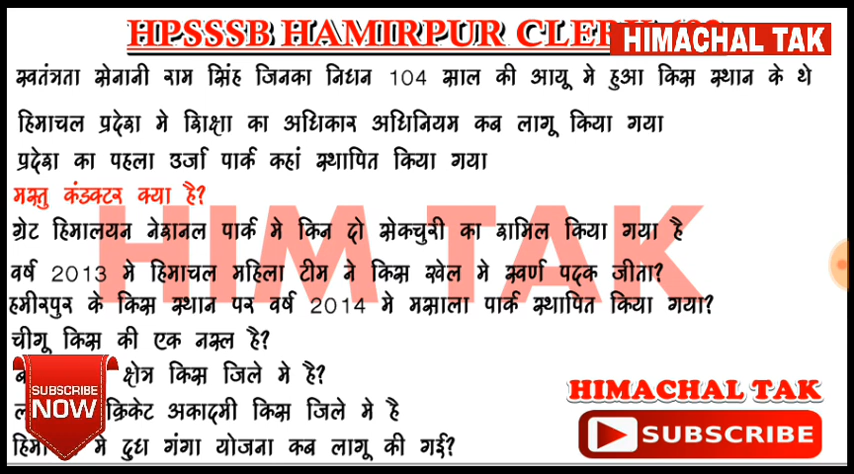 HPSSSB HAMIRPUR CLERK
HIMACHAL TAK
स्वतंत्रता सेनानी राम सिंह जिनका निधन 104 साल की आयू मे हुआ किस स्थान के थे
हिमाचल प्रदेश मे शिक्षा का अधिकार अधिनियम कब लागू किया गया
प्रदेश का पहला उर्जा पार्क कहां स्थापित किया गया
मस्तु कंडक्टर क्या है?
ग्रेट हिमालयन नेशनल पार्क मे किन दो सेकचुरी का शामिल किया गया है
वर्ष 2013 मे हिमाचल महिला टीम ने किस खेल मे स्वर्ण पदक जीता?
हमीरपुर के किस स्थान पर वर्ष 2014 मे मसाला पार्क स्थापित किया गया?
चीगू किस की एक नस्ल है?
क्षेत्र किस जिले मे है?
क्रिकेट अकादमी किस जिले मे है
मे दुध गंगा योजना कब लागू की गई?
HIM TAK
SUBSCRIBE
NOW
HIMACHAL TAK
SUBSCRIBE